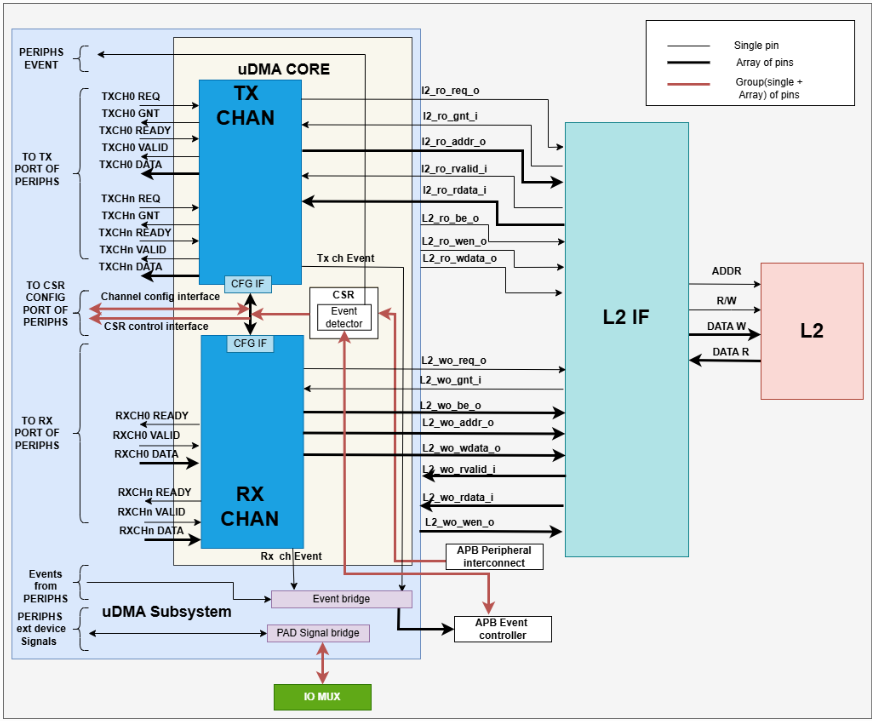 PERIPHS
EVENT
uDMA CORE
TX
CHAN
TXCH0 REQ
TXCH0 GNT
TXCH0 READY
TXCH0 VALID
TXCH0 DATA
TO TX
PORT OF
PERIPHS
TXCHn REQ
TXCH GNT
TXCHn READY
TXCHn VALID
TXCHn DATA
Tx ch Event
CFG IF
TO CSR
CONFIG
PORT OF
PERIPHS
Channel config interface
CSR control interface
CSR
Event
detector
CFG IF
TO RX
PORT OF
PERIPHS
RXCH0 READY
RXCH0 VALID
RXCH0 DATA
RXCHn READY
RXCHn VALID
RXCHn DATA
RX
CHAN
Rx ch Event
Events
from
PERIPHS
Event bridge
uDMA Subsystem
PERIPHS
ext device
Signals
PAD Signal bridge
IO MUX
I2_ro_req_o
I2_ro_gnt_i
I2_ro_addr_o
I2_ro_rvalid_i
I2_ro_rdata_i
L2_ro_be_o
L2_ro_wen_o
L2_ro_wdata_o
L2_wo_req_o
L2_wo_gnt_i
L2_wo_be_o
L2_wo_addr_o
L2_wo_wdata_o
L2_wo_rvalid_i
L2_wo_rdata_i
L2_wo_wen_o
APB Peripheral
interconnect
APB Event
controller
L2 IF
ADDR
R/W
DATA W
DATA R
L2
Single pin
Array of pins
Group(single +
Array) of pins